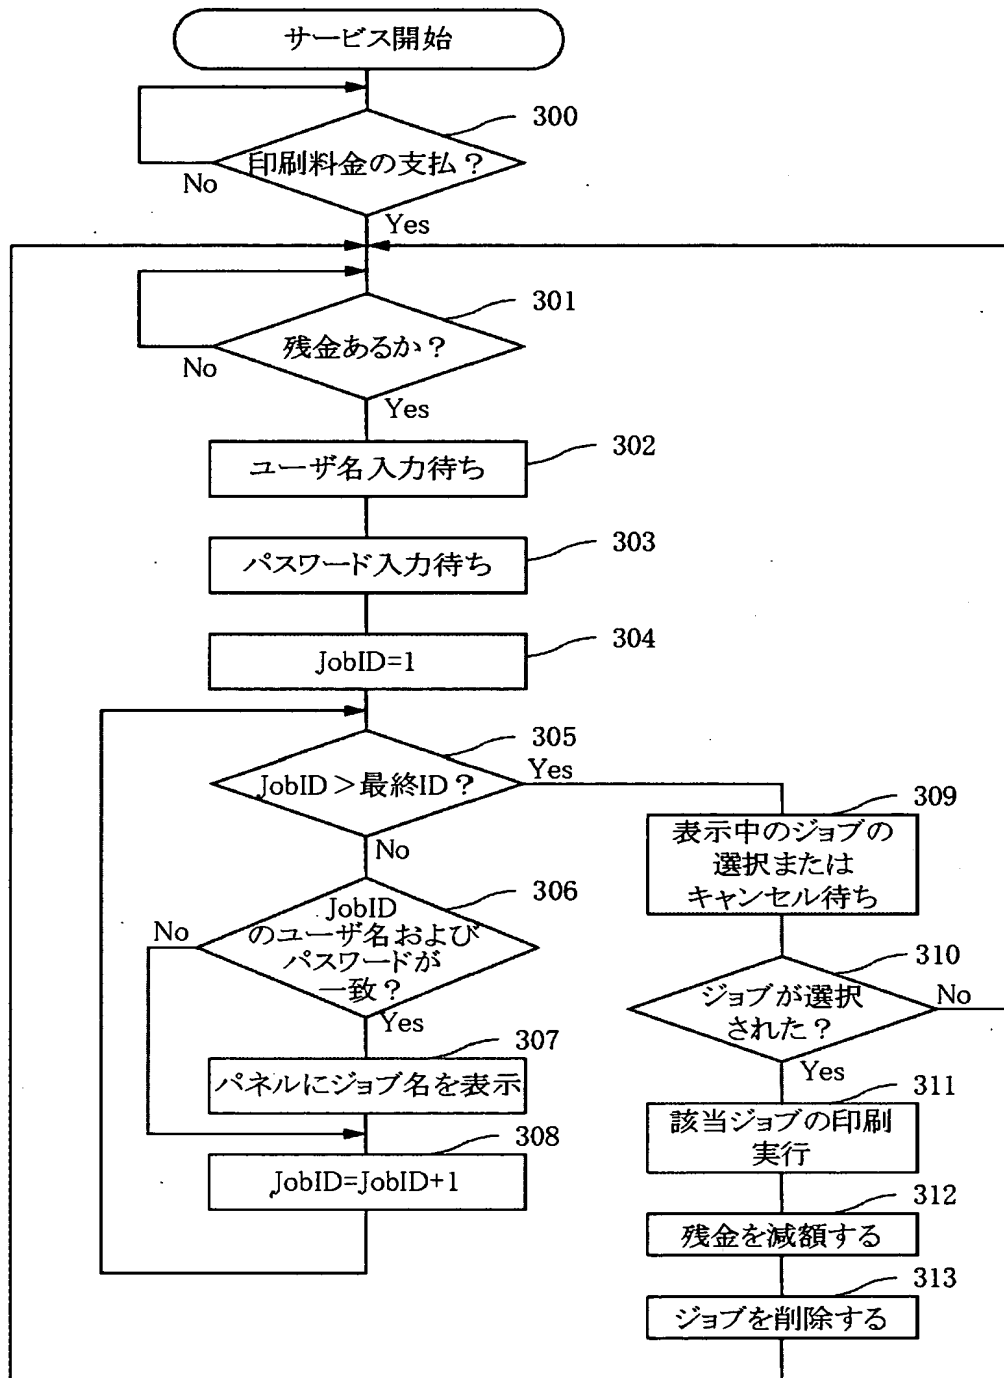 サービス開始
300
印刷料金の支払？
No
Yes
301
残金あるか？
No
Yes
302
ユーザ名入力待ち
303
パスワード入力待ち
304
JobID=1
305
JobID＞最終ID？
Yes
No
309
表示中のジョブの
選択または
キャンセル待ち
306
JobID
のユーザ名および
パスワードが
一致？
No
Yes
310
ジョブが選択
された？
No
Yes
307
パネルにジョブ名を表示
308
JobID=JobID+1
311
該当ジョブの印刷
実行
312
残金を減額する
313
ジョブを削除する